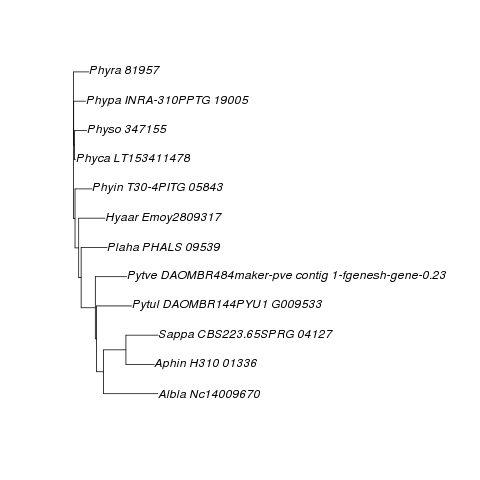 Phyra 81957
Phypa INRA-310PPTG 19005
Physo 347155
Phyca LT153411478
Phyin T30-4PITG 05843
Hyaar Emoy2809317
Plaha PHALS 09539
Pytve DAOMBR484maker-pve contig 1-fgenesh-gene-0.23
Pytul DAOMBR144PYU1 G009533
Sappa CBS223.65SPRG 04127
Aphin H310 01336
Albla Nc14009670